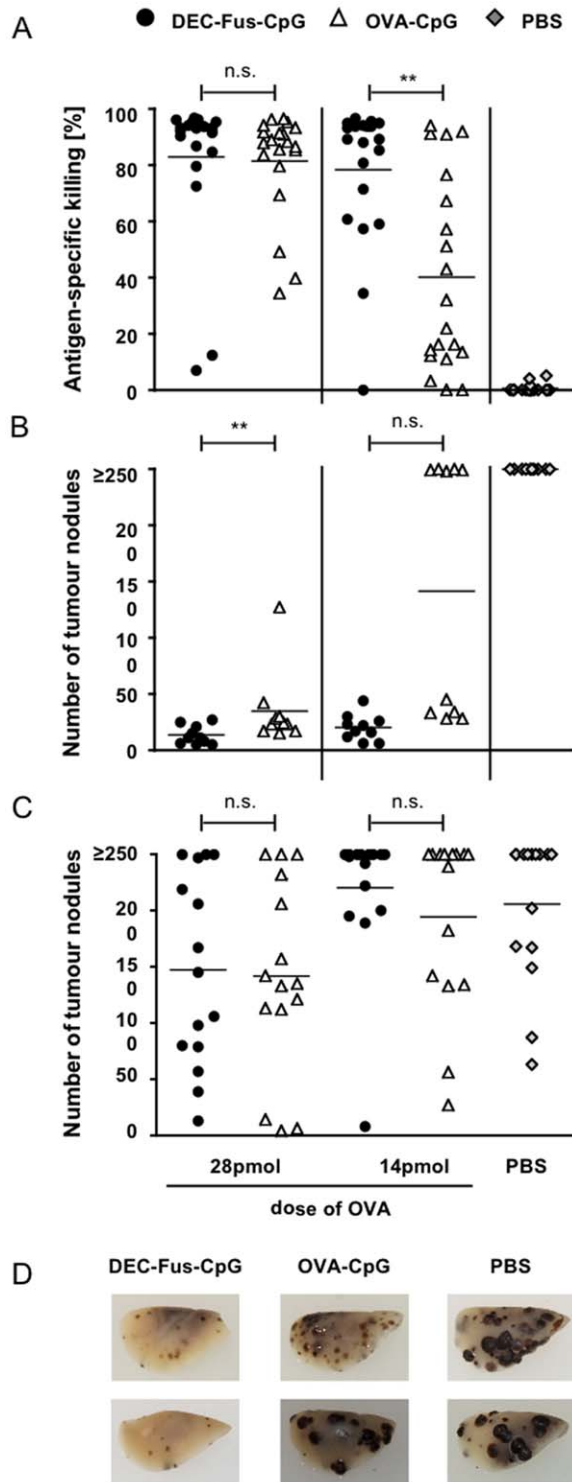 A
DEC-Fus-CpG OVA-CpG PBS
n.s. **
Antigen-specific killing [%]
100
80
60
40
20
0
B
** n.s.
Number of tumour nodules
≥250
20
0
15
0
10
0
50
0
C
n.s. n.s.
Number of tumour nodules
≥250
20
0
15
0
10
0
50
0
28pmol 14pmol PBS
dose of OVA
D
DEC-Fus-CpG OVA-CpG PBS